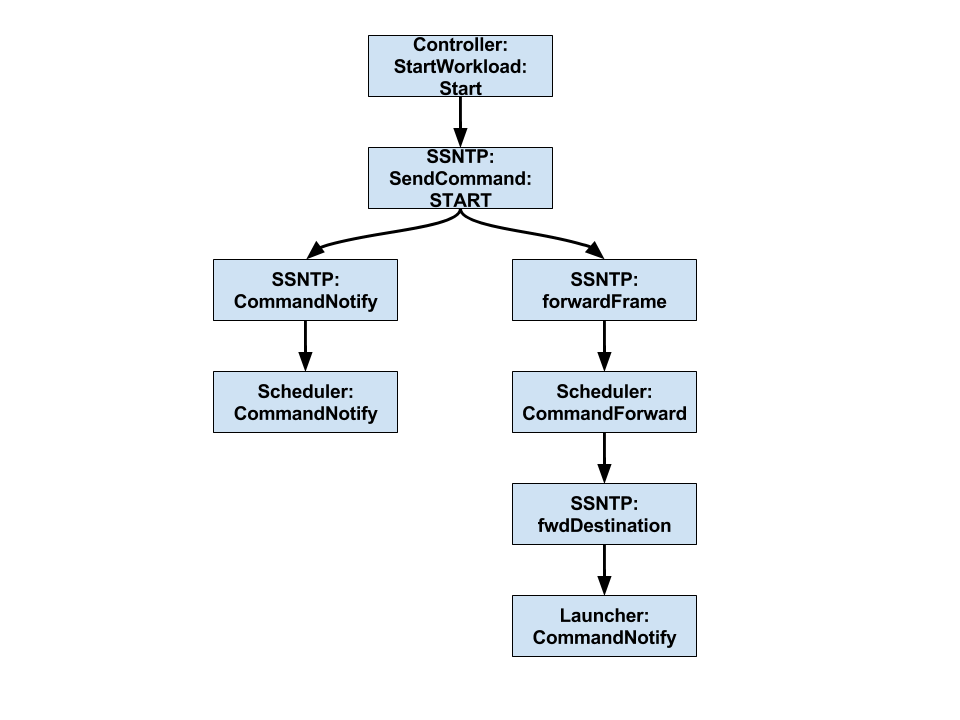 Controller:
StartWorkload:
Start
SSNTP:
SendCommand:
START
SSNTP:
CommandNotify
SSNTP:
forwardFrame
Scheduler:
CommandNotify
Scheduler:
CommandForward
SSNTP:
fwdDestination
Launcher:
CommandNotify